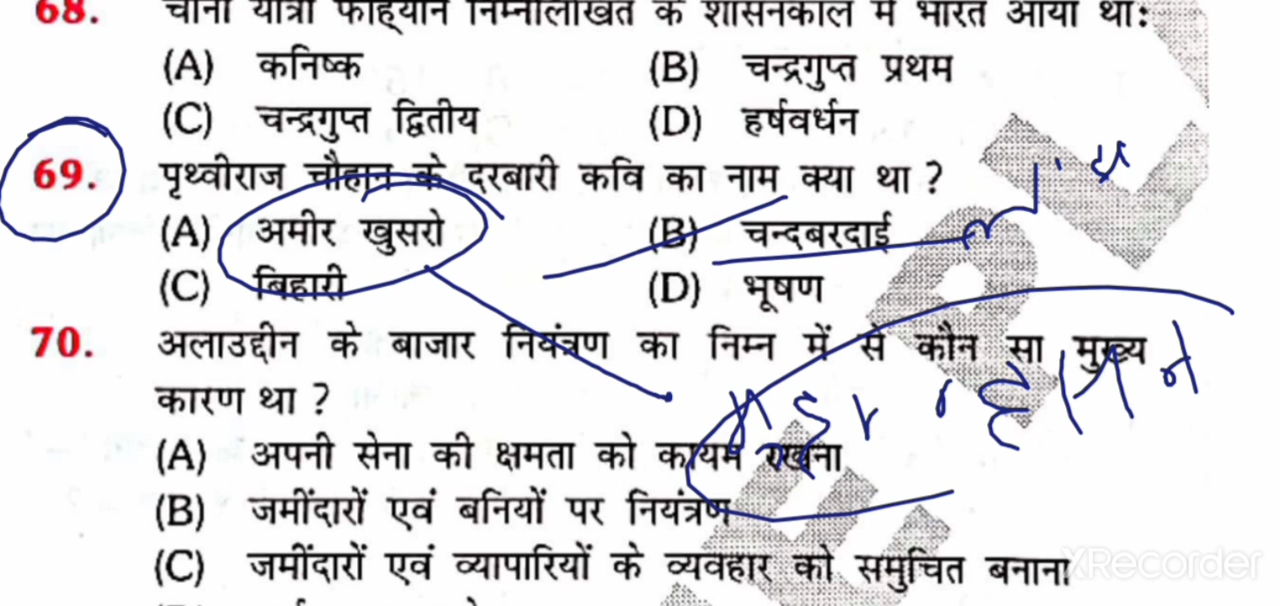 68. चीनी यात्री फाह्यान निम्नलिखित के शासनकाल में भारत आया था:
(A) कनिष्क (B) चन्द्रगुप्त प्रथम
(C) चन्द्रगुप्त द्वितीय (D) हर्षवर्धन
69. पृथ्वीराज चौहान के दरबारी कवि का नाम क्या था ?
(A) अमीर खुसरो (B) चन्दबरदाई
(C) बिहारी (D) भूषण
70. अलाउद्दीन के बाजार नियंत्रण का निम्न में से कौन सा मुख्य
कारण था ?
(A) अपनी सेना की क्षमता को कायम रखना
(B) जमींदारों एवं बनियों पर नियंत्रण
(C) जमींदारों एवं व्यापारियों के व्यवहार को समुचित बनाना
XRecorder